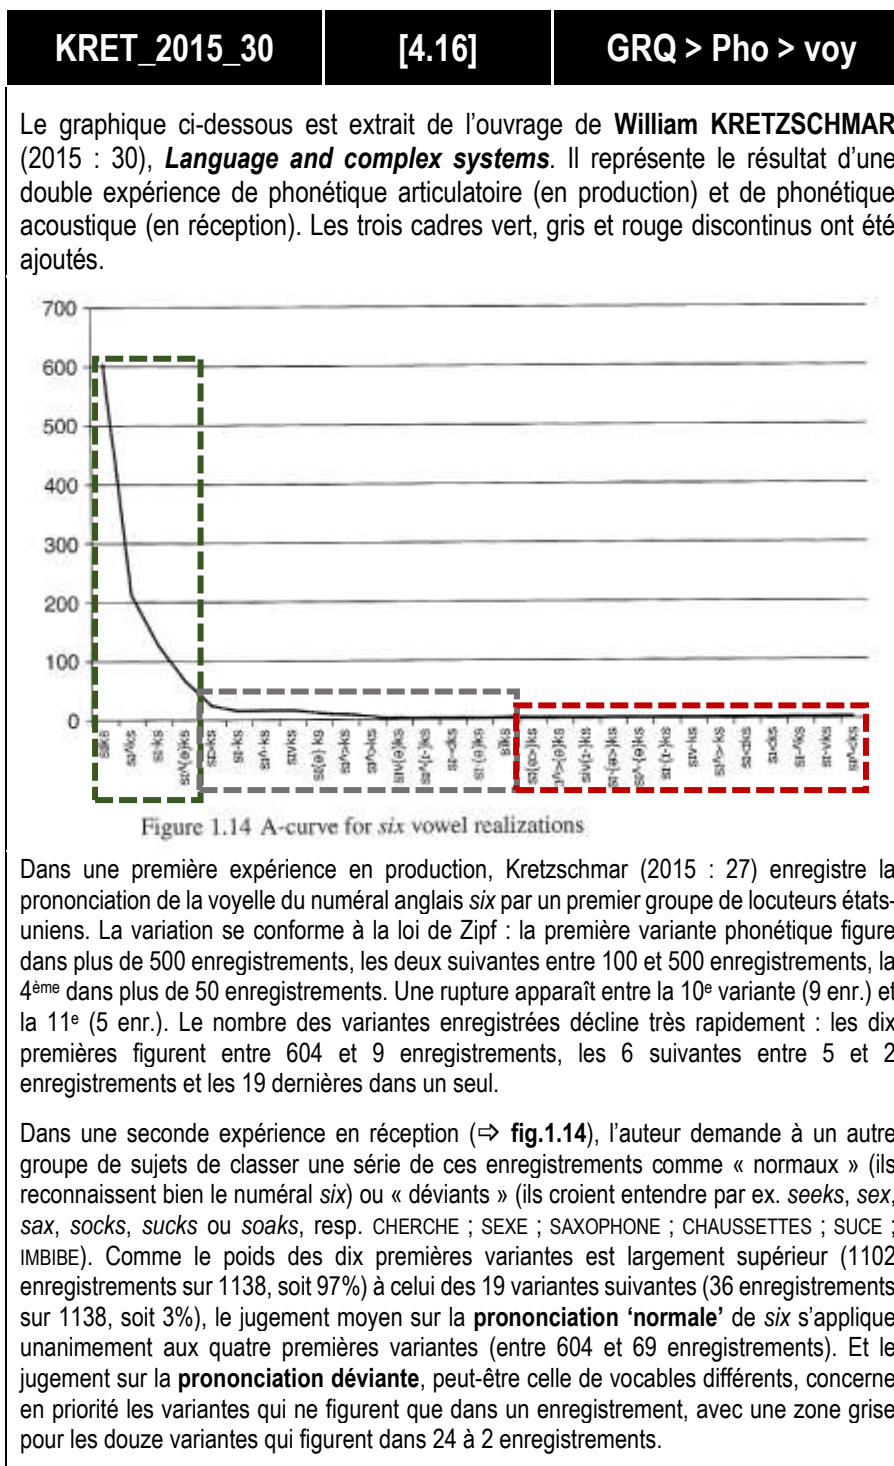 KRET_2015_30
[4.16]
GRQ > Pho > voy
Le graphique ci-dessous est extrait de l’ouvrage de William KRETZSCHMAR
(2015 : 30), Language and complex systems. Il représente le résultat d’une
double expérience de phonétique articulatoire (en production) et de phonétique
acoustique (en réception). Les trois cadres vert, gris et rouge discontinus ont été
ajoutés.
700
600
500
400
300
200
100
0
Figure 1.14 A-curve for six vowel realizations
Dans une première expérience en production, Kretzschmar (2015 : 27) enregistre la
prononciation de la voyelle du numéral anglais six par un premier groupe de locuteurs états-
uniens. La variation se conforme à la loi de Zipf : la première variante phonétique figure
dans plus de 500 enregistrements, les deux suivantes entre 100 et 500 enregistrements, la
4ème dans plus de 50 enregistrements. Une rupture apparaît entre la 10e variante (9 enr.) et
la 11e (5 enr.). Le nombre des variantes enregistrées décline très rapidement : les dix
premières figurent entre 604 et 9 enregistrements, les 6 suivantes entre 5 et 2
enregistrements et les 19 dernières dans un seul.
Dans une seconde expérience en réception (⇨ fig.1.14), l’auteur demande à un autre
groupe de sujets de classer une série de ces enregistrements comme « normaux » (ils
reconnaissent bien le numéral six) ou « déviants » (ils croient entendre par ex. seeks, sex,
sax, socks, sucks ou soaks, resp. CHERCHE ; SEXE ; SAXOPHONE ; CHAUSSETTES ; SUCE ;
IMBIBE). Comme le poids des dix premières variantes est largement supérieur (1102
enregistrements sur 1138, soit 97%) à celui des 19 variantes suivantes (36 enregistrements
sur 1138, soit 3%), le jugement moyen sur la prononciation ‘normale’ de six s’applique
unanimement aux quatre premières variantes (entre 604 et 69 enregistrements). Et le
jugement sur la prononciation déviante, peut-être celle de vocables différents, concerne
en priorité les variantes qui ne figurent que dans un enregistrement, avec une zone grise
pour les douze variantes qui figurent dans 24 à 2 enregistrements.